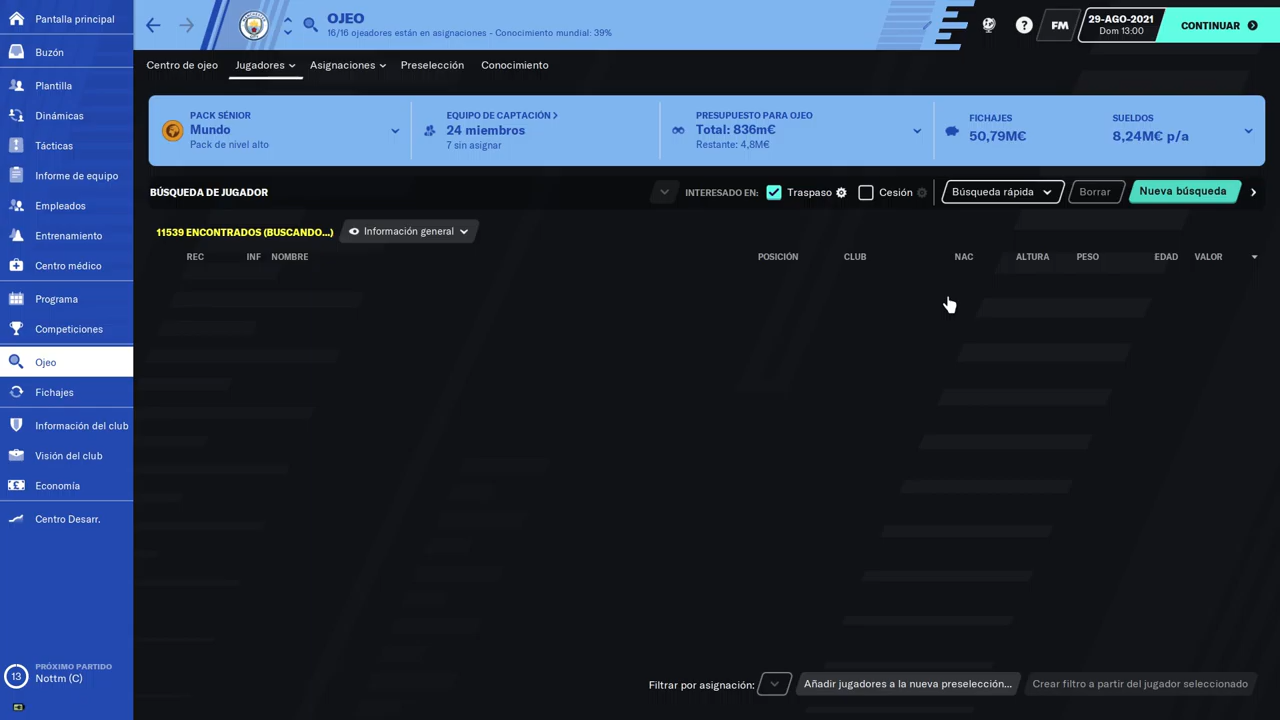 Pantalla principal
Buzón
Plantilla
Dinámicas
Tácticas
Informe de equipo
Empleados
Entrenamiento
Centro médico
Programa
Competiciones
Ojeo
Fichajes
Información del club
Visión del club
Economía
Centro Desarr.
13
PRÓXIMO PARTIDO
Nottm (C)
OJEO
16/16 ojeadores están en asignaciones - Conocimiento mundial: 39%
FM
29-AGO-2021
Dom 13:00
CONTINUAR
Centro de ojeo
Jugadores
Asignaciones
Preselección
Conocimiento
PACK SÉNIOR
Mundo
Pack de nivel alto
EQUIPO DE CAPTACIÓN
24 miembros
7 sin asignar
PRESUPUESTO PARA OJEO
Total: 836m€
Restante: 4,8M€
FICHAJES
50,79M€
SUELDOS
8,24M€ p/a
BÚSQUEDA DE JUGADOR
INTERESADO EN:
Traspaso
Cesión
Búsqueda rápida
Borrar
Nueva búsqueda
11539 ENCONTRADOS (BUSCANDO...)
Información general
REC INF NOMBRE POSICIÓN CLUB NAC ALTURA PESO EDAD VALOR
Filtrar por asignación:
Añadir jugadores a la nueva preselección...
Crear filtro a partir del jugador seleccionado